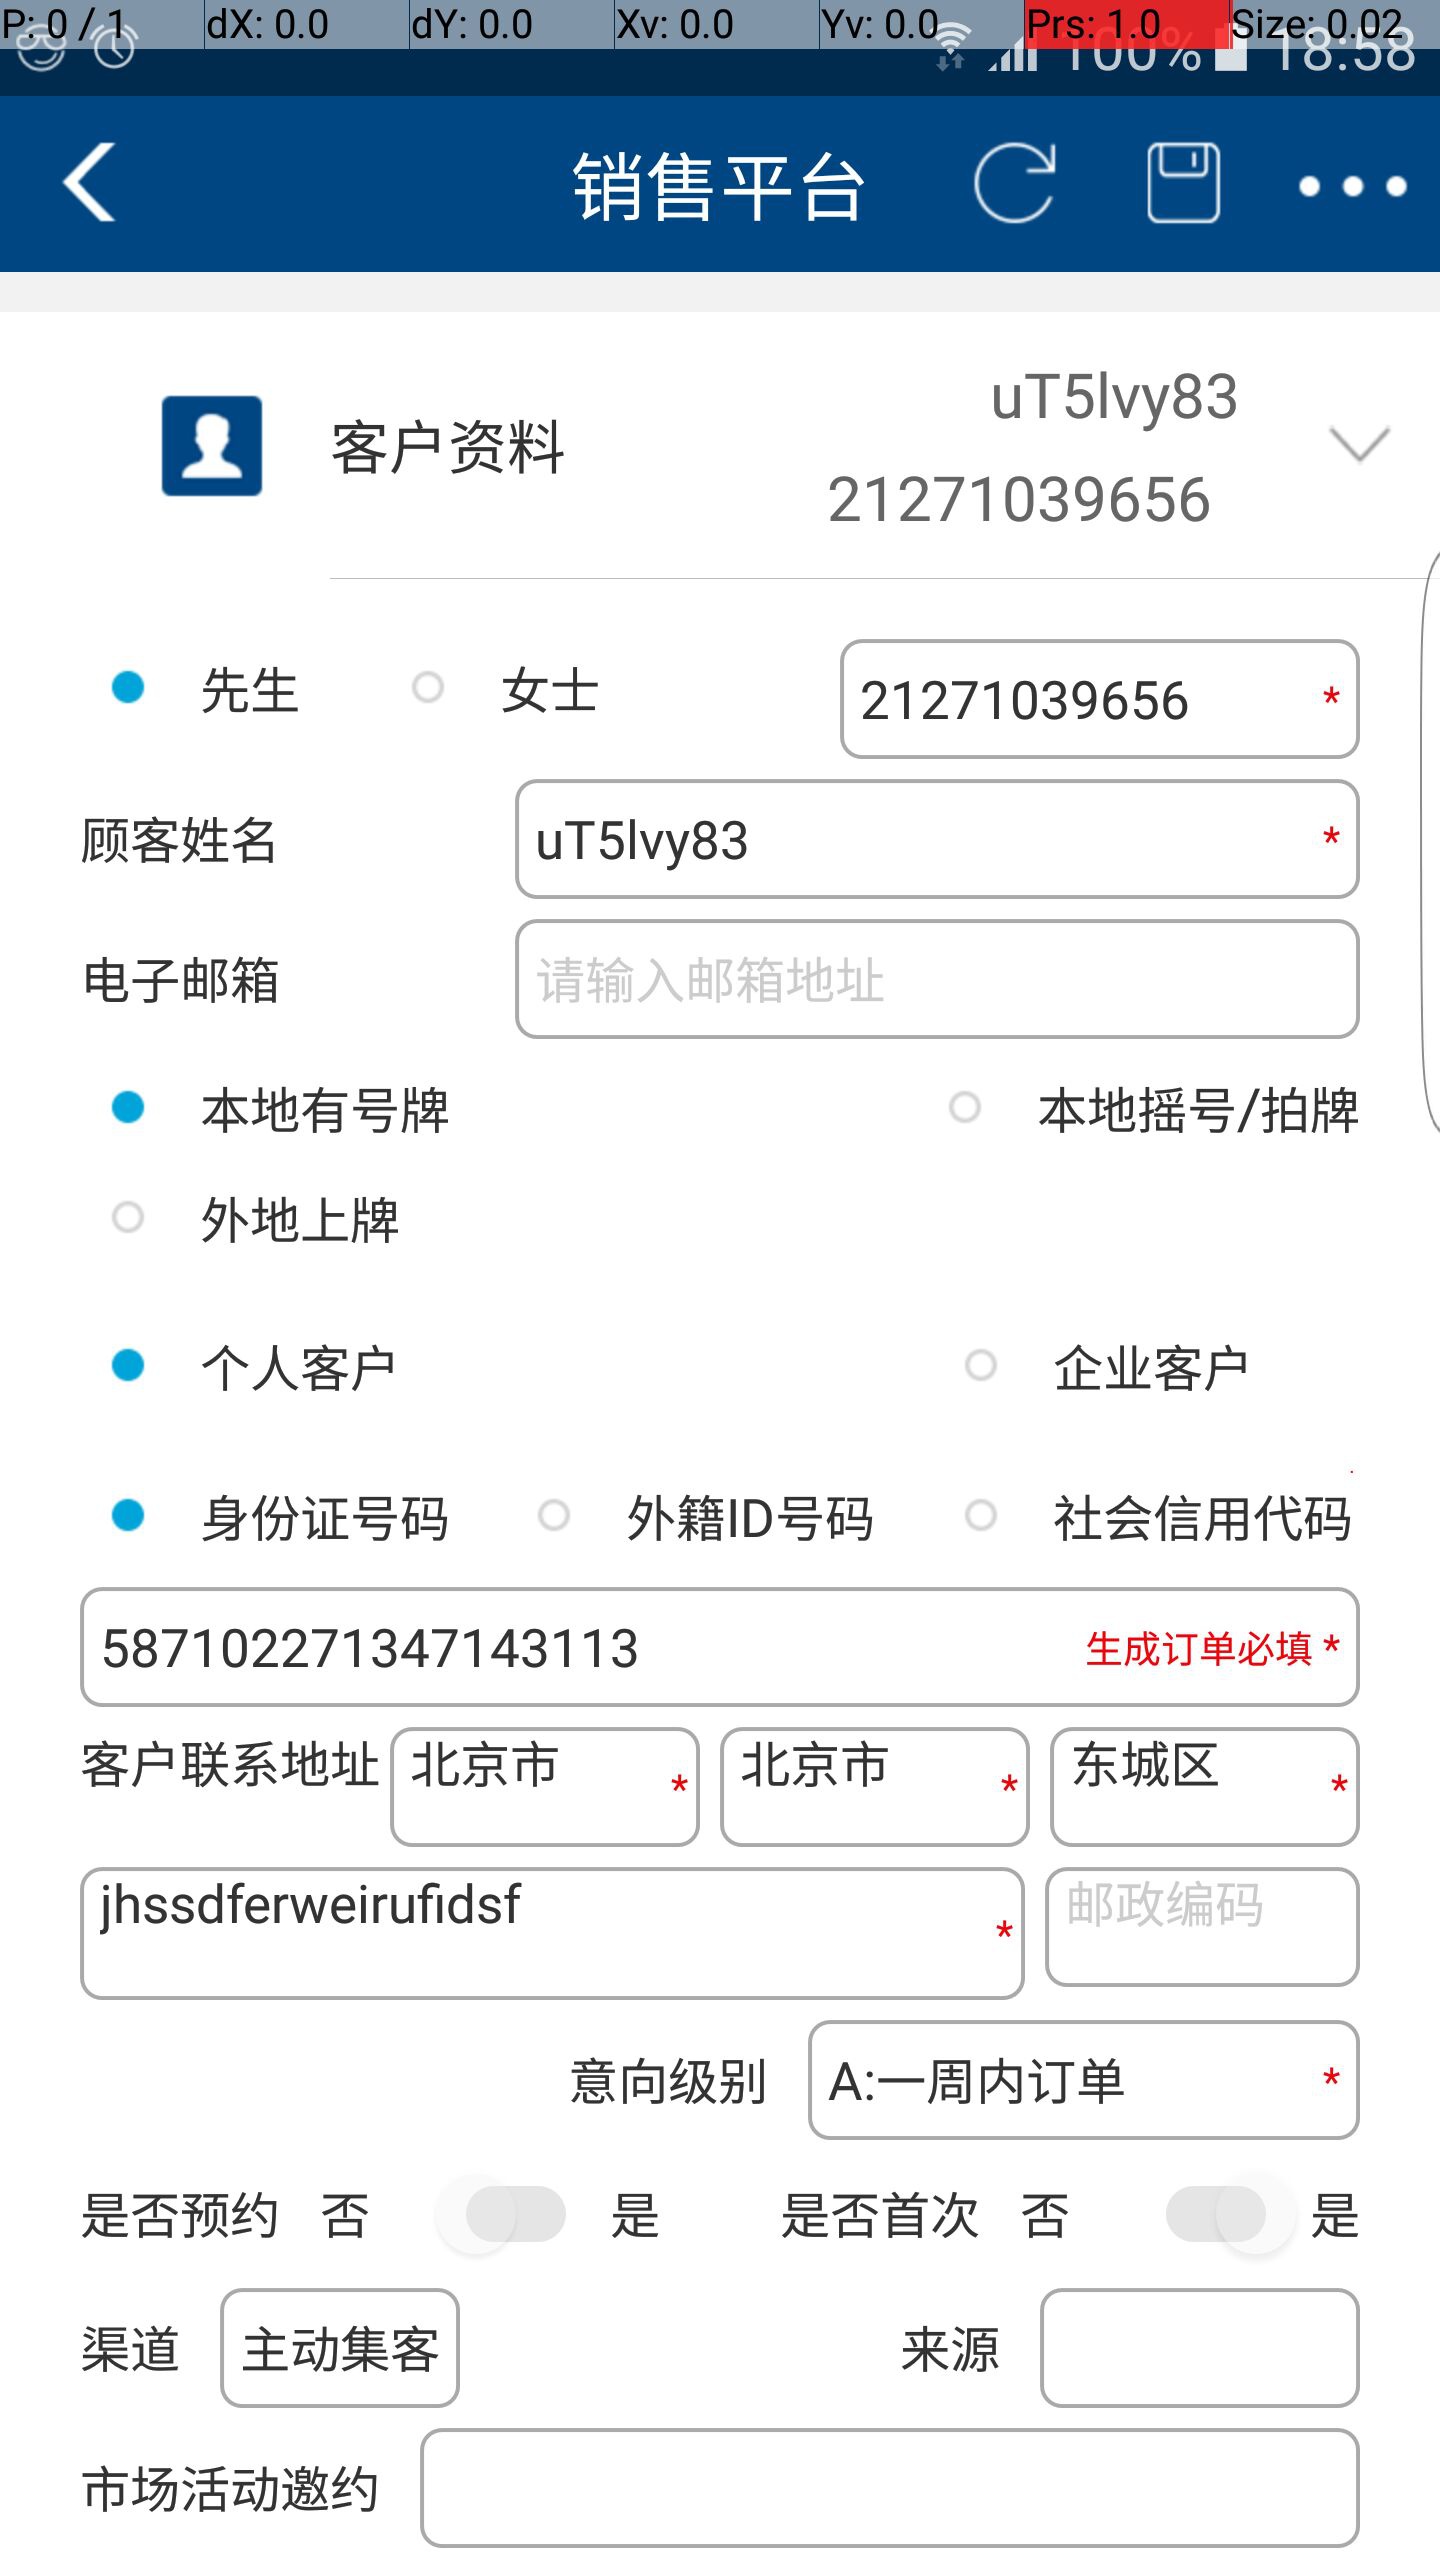 P: 0 / 1 dX: 0.0 dY: 0.0 Xv: 0.0 Yv: 0.0 Prs: 1.0 Size: 0.02
100% 18:58
销售平台
客户资料
uT5lvy83
21271039656
先生 女士 21271039656 *
顾客姓名 uT5lvy83 *
电子邮箱 请输入邮箱地址
本地有号牌 本地摇号/拍牌
外地上牌
个人客户 企业客户
身份证号码 外籍ID号码 社会信用代码
5871022713471431​13 生成订单必填 *
客户联系地址 北京市 * 北京市 * 东城区 *
jhssdferweirufidsf * 邮政编码
意向级别 A:一周内订单 *
是否预约 否 是 是否首次 否 是
渠道 主动集客 来源
市场活动邀约